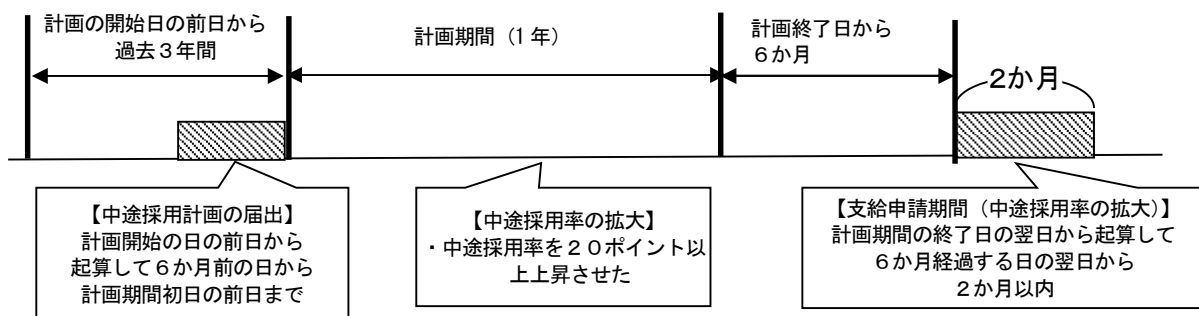 計画の開始日の前日から
過去３年間
計画期間（1 年）
計画終了日から
６か月
２か月
【中途採用計画の届出】
計画開始の日の前日から
起算して６か月前の日から
計画期間初日の前日まで
【中途採用率の拡大】
・中途採用率を２０ポイント以
上上昇させた
【支給申請期間（中途採用率の拡大）】
計画期間の終了日の翌日から起算して
６か月経過する日の翌日から
２か月以内